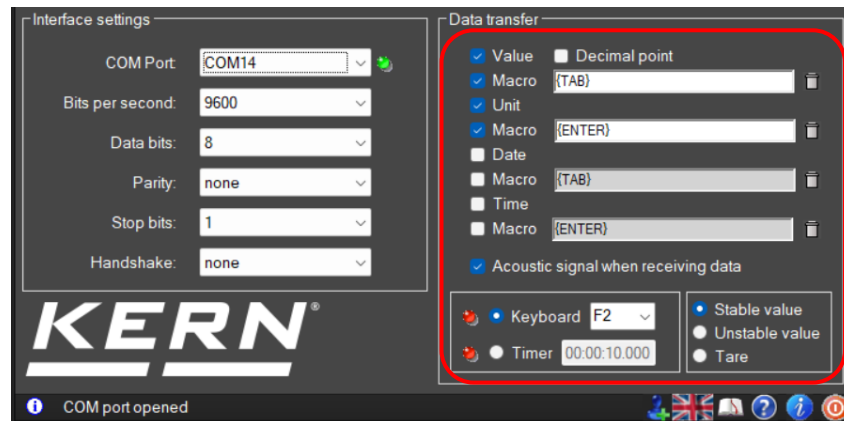 Interface settings
COM Port: COM14
Bits per second: 9600
Data bits: 8
Parity: none
Stop bits: 1
Handshake: none
KERN®
Data transfer
Value Decimal point
Macro {TAB}
Unit
Macro {ENTER}
Date
Macro {TAB}
Time
Macro {ENTER}
Acoustic signal when receiving data
Keyboard F2
Timer 00:00:10.000
Stable value
Unstable value
Tare
COM port opened